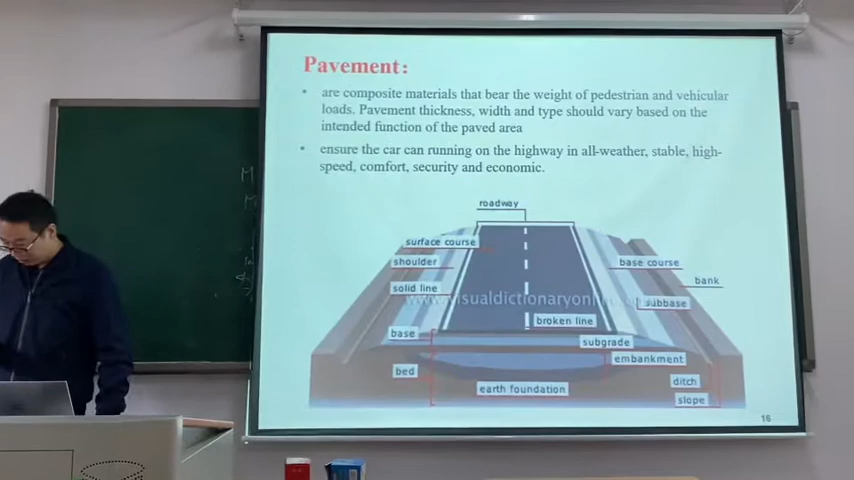 Pavement:
• are composite materials that bear the weight of pedestrian and vehicular
loads. Pavement thickness, width and type should vary based on the
intended function of the paved area
• ensure the car can running on the highway in all-weather, stable, high-
speed, comfort, security and economic.
roadway
surface course
shoulder
base course
bank
solid line
www.visualdictionaryonlin
subbase
broken line
base
subgrade
embankment
bed
ditch
earth foundation
slope
16